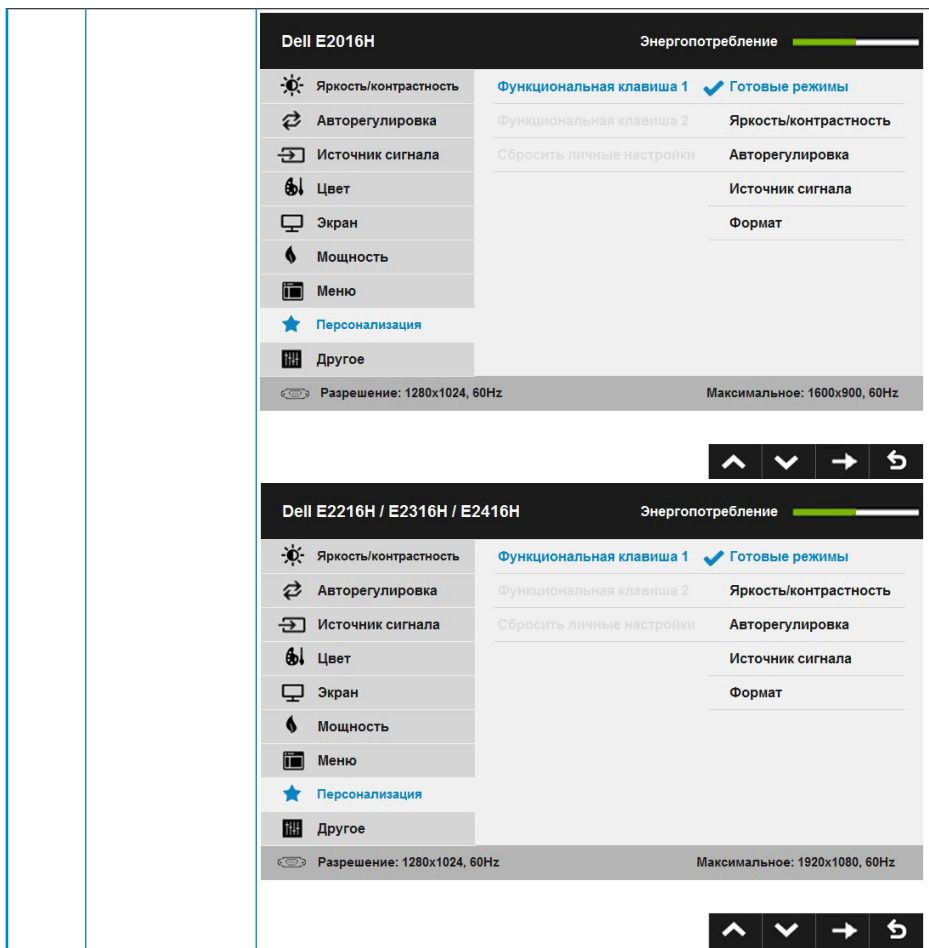 Dell E2016H Энергопотребление
Яркость/контрастность Функциональная клавиша 1 Готовые режимы
Авторегулировка Функциональная клавиша 2 Яркость/контрастность
Источник сигнала Сбросить личные настройки Авторегулировка
Цвет Источник сигнала
Экран Формат
Мощность
Меню
Персонализация
Другое
Разрешение: 1280x1024, 60Hz Максимальное: 1600x900, 60Hz
Dell E2216H / E2316H / E2416H Энергопотребление
Яркость/контрастность Функциональная клавиша 1 Готовые режимы
Авторегулировка Функциональная клавиша 2 Яркость/контрастность
Источник сигнала Сбросить личные настройки Авторегулировка
Цвет Источник сигнала
Экран Формат
Мощность
Меню
Персонализация
Другое
Разрешение: 1280x1024, 60Hz Максимальное: 1920x1080, 60Hz